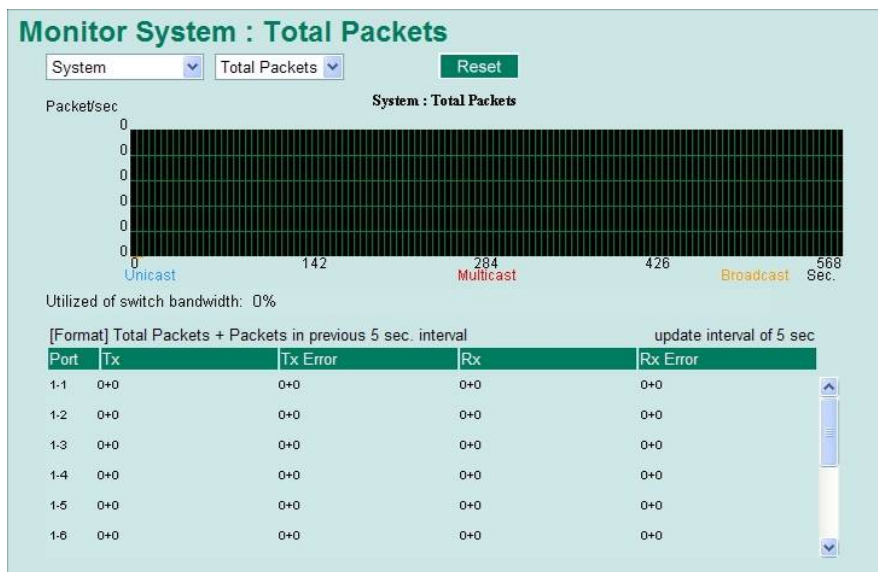 Monitor System : Total Packets
System Total Packets Reset
Packet/sec System : Total Packets
0
0
0
0
0
0
0 142 284 426 568
Unicast Multicast Broadcast Sec.
Utilized of switch bandwidth: 0%
[Format] Total Packets + Packets in previous 5 sec. interval update interval of 5 sec
Port Tx Tx Error Rx Rx Error
1-1 0+0 0+0 0+0 0+0
1-2 0+0 0+0 0+0 0+0
1-3 0+0 0+0 0+0 0+0
1-4 0+0 0+0 0+0 0+0
1-5 0+0 0+0 0+0 0+0
1-6 0+0 0+0 0+0 0+0